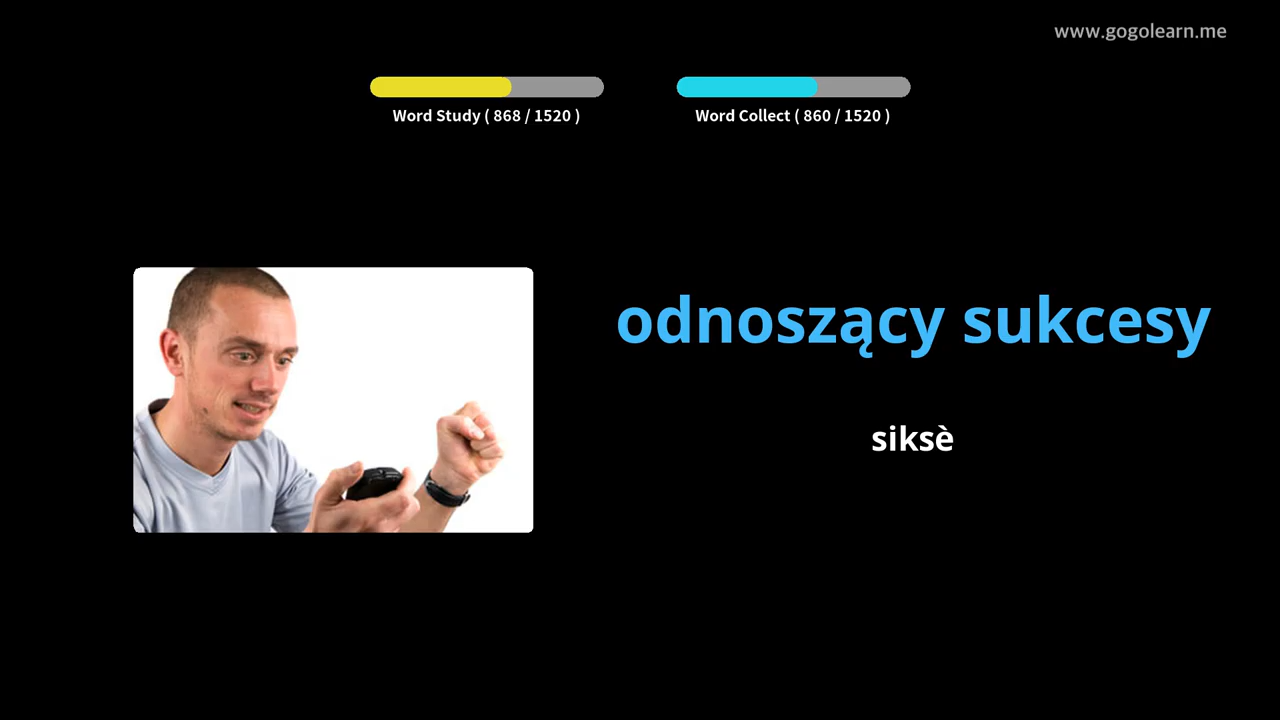 www.gogolearn.me
Word Study ( 868 / 1520 )
Word Collect ( 860 / 1520 )
odnoszący sukcesy
siksè